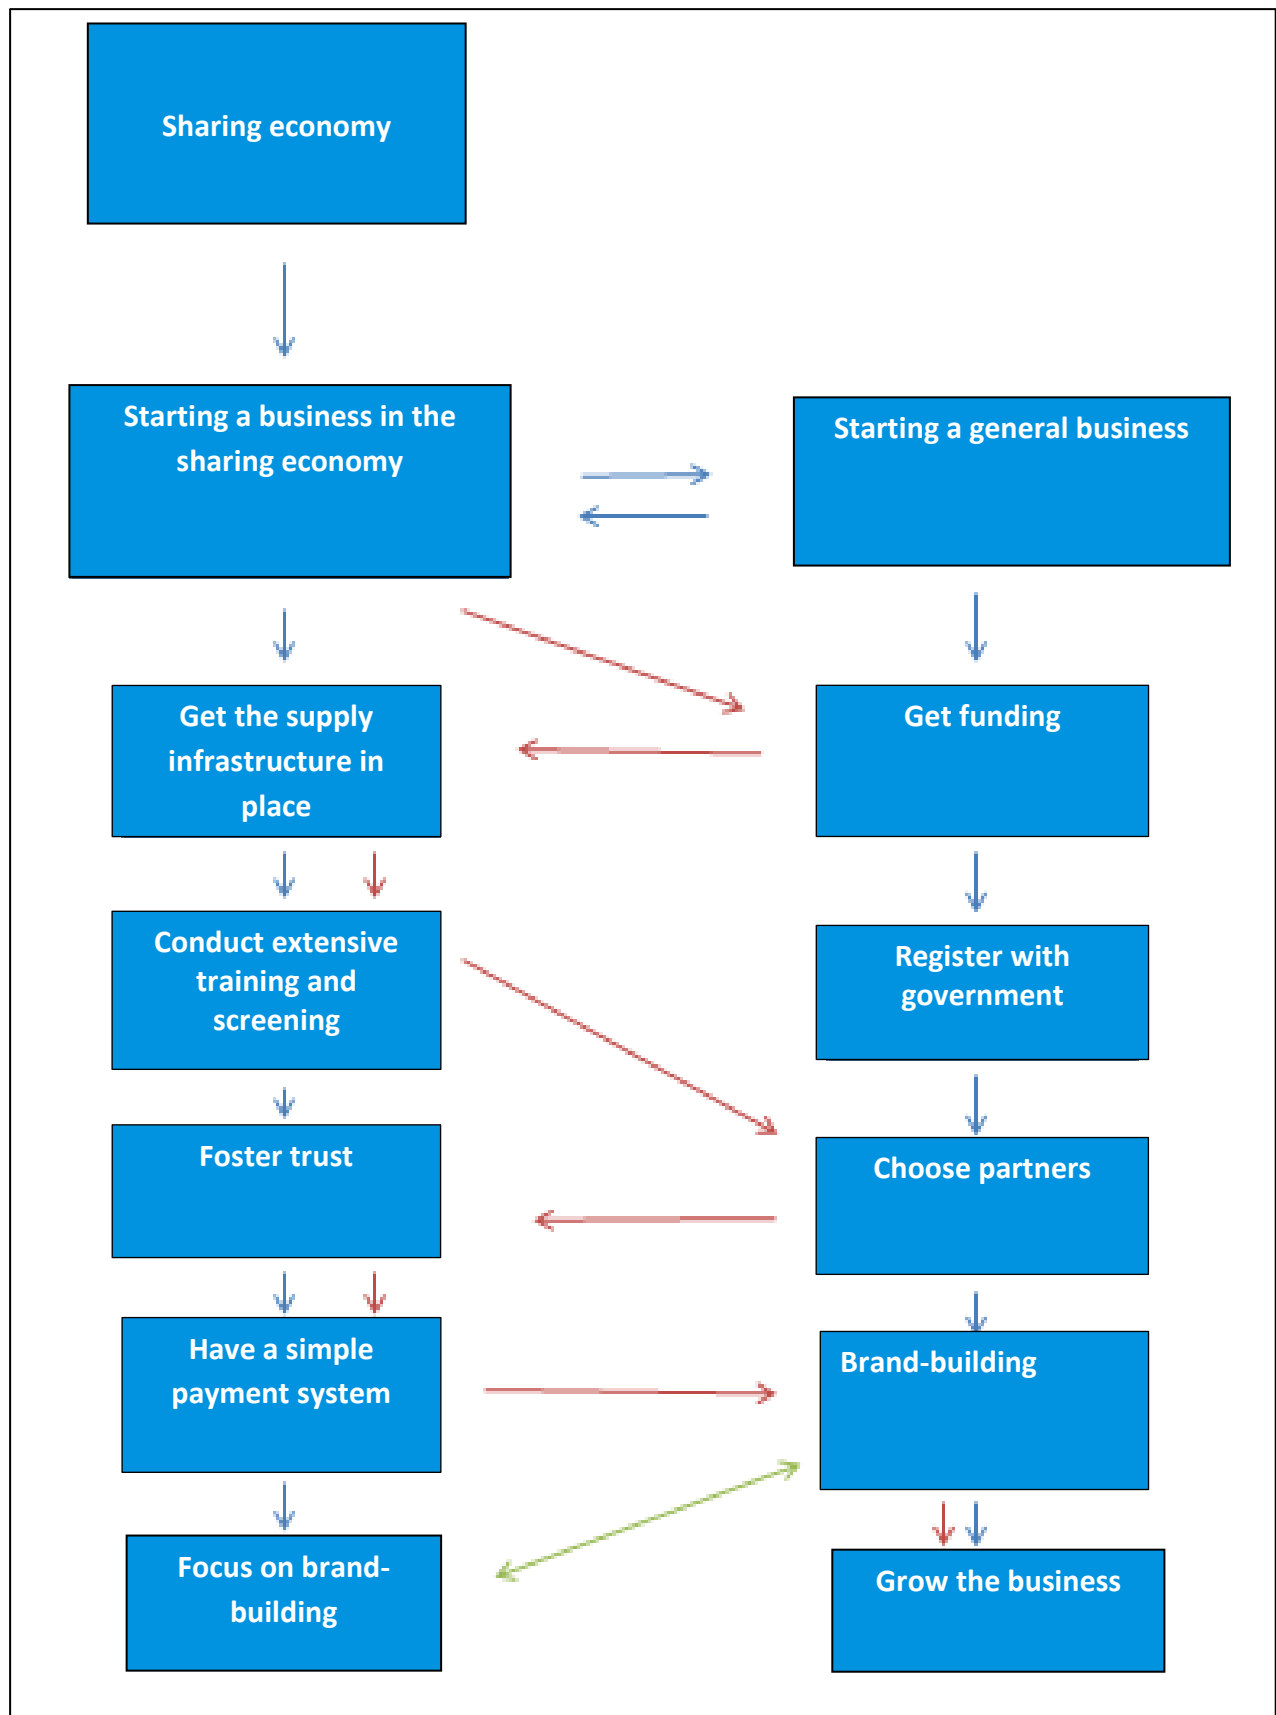 Sharing economy
Starting a business in the
sharing economy
Starting a general business
Get the supply
infrastructure in
place
Get funding
Conduct extensive
training and
screening
Register with
government
Foster trust
Choose partners
Have a simple
payment system
Brand-building
Focus on brand-
building
Grow the business